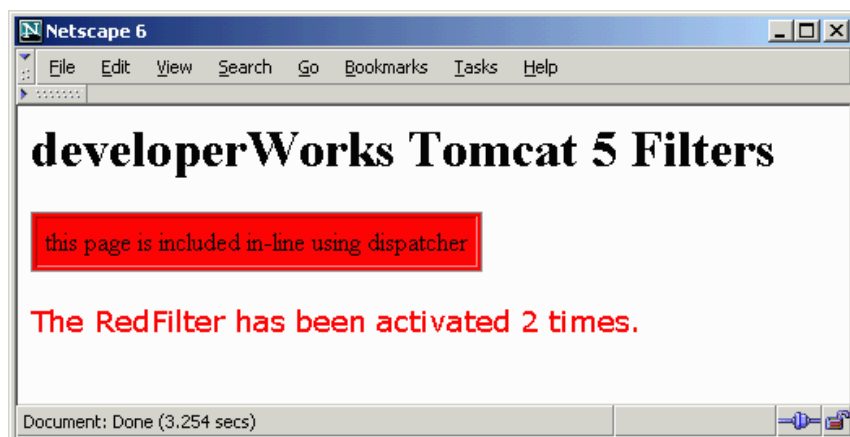 Netscape 6
File Edit View Search Go Bookmarks Tasks Help
developerWorks Tomcat 5 Filters
this page is included in-line using dispatcher
The RedFilter has been activated 2 times.
Document: Done (3.254 secs)